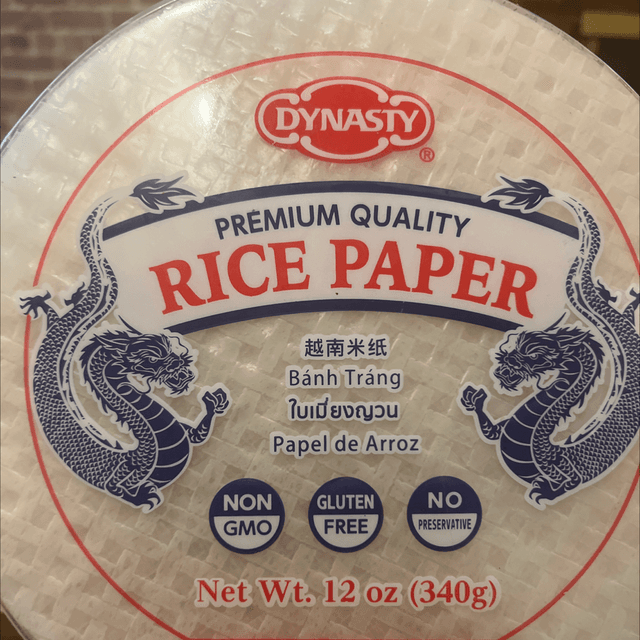 DYNASTY
®
PREMIUM QUALITY
RICE PAPER
越南米纸
Bánh Tráng
ใบเมี่ยงญวน
Papel de Arroz
NON
GMO
GLUTEN
FREE
NO
PRESERVATIVE
Net Wt. 12 oz (340g)